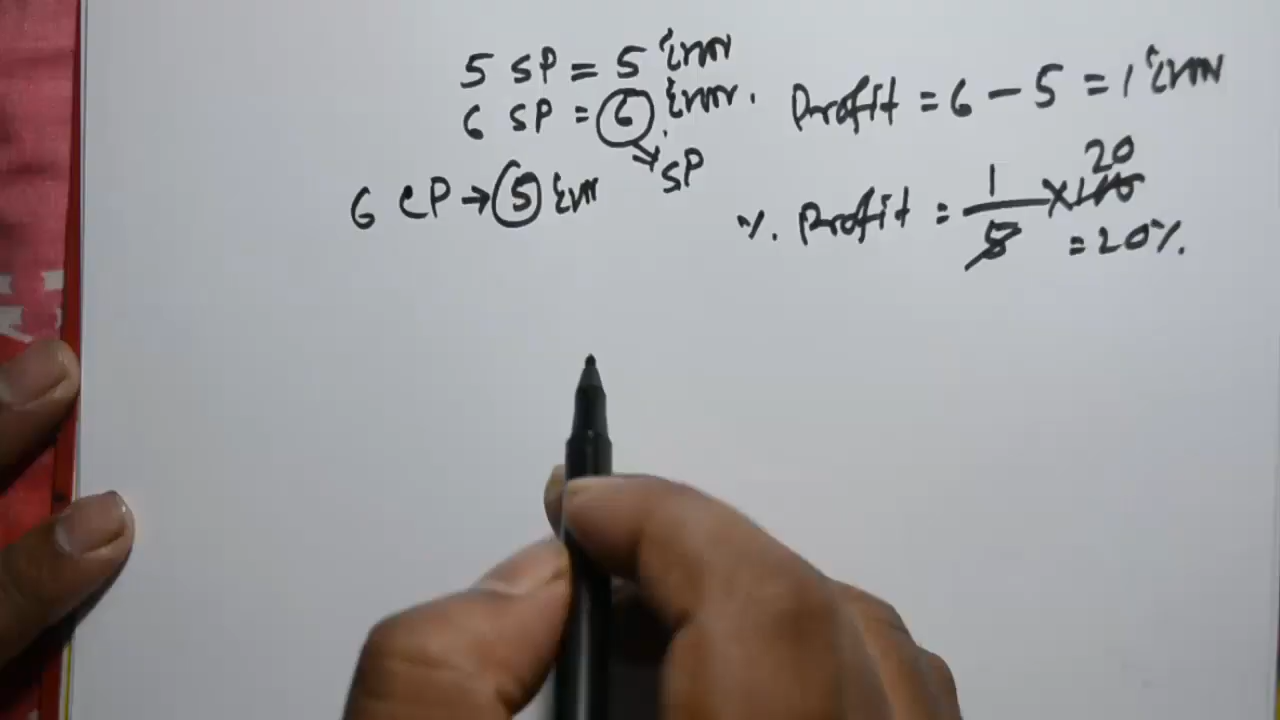 5 SP = 5
6 SP = 6
SP
6 CP → 5
Profit = 6 - 5 = 1
% Profit = 1/5 × 100 20
= 20%